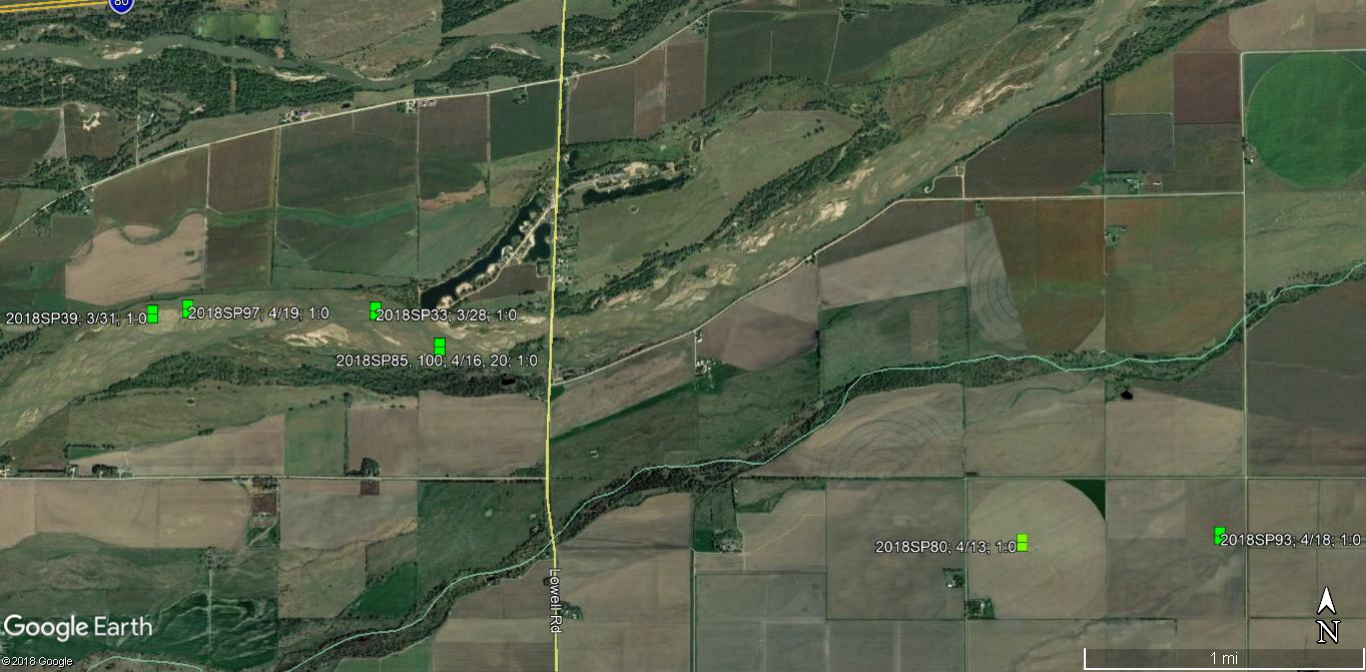 80
2018SP39; 3/31; 1:0
2018SP97; 4/19; 1:0
2018SP33; 3/28; 1:0
2018SP85, 100; 4/16, 20; 1:0
2018SP80; 4/13; 1:0
2018SP93; 4/18; 1:0
Lowell Rd
Google Earth
N
©2018 Google
1 mi